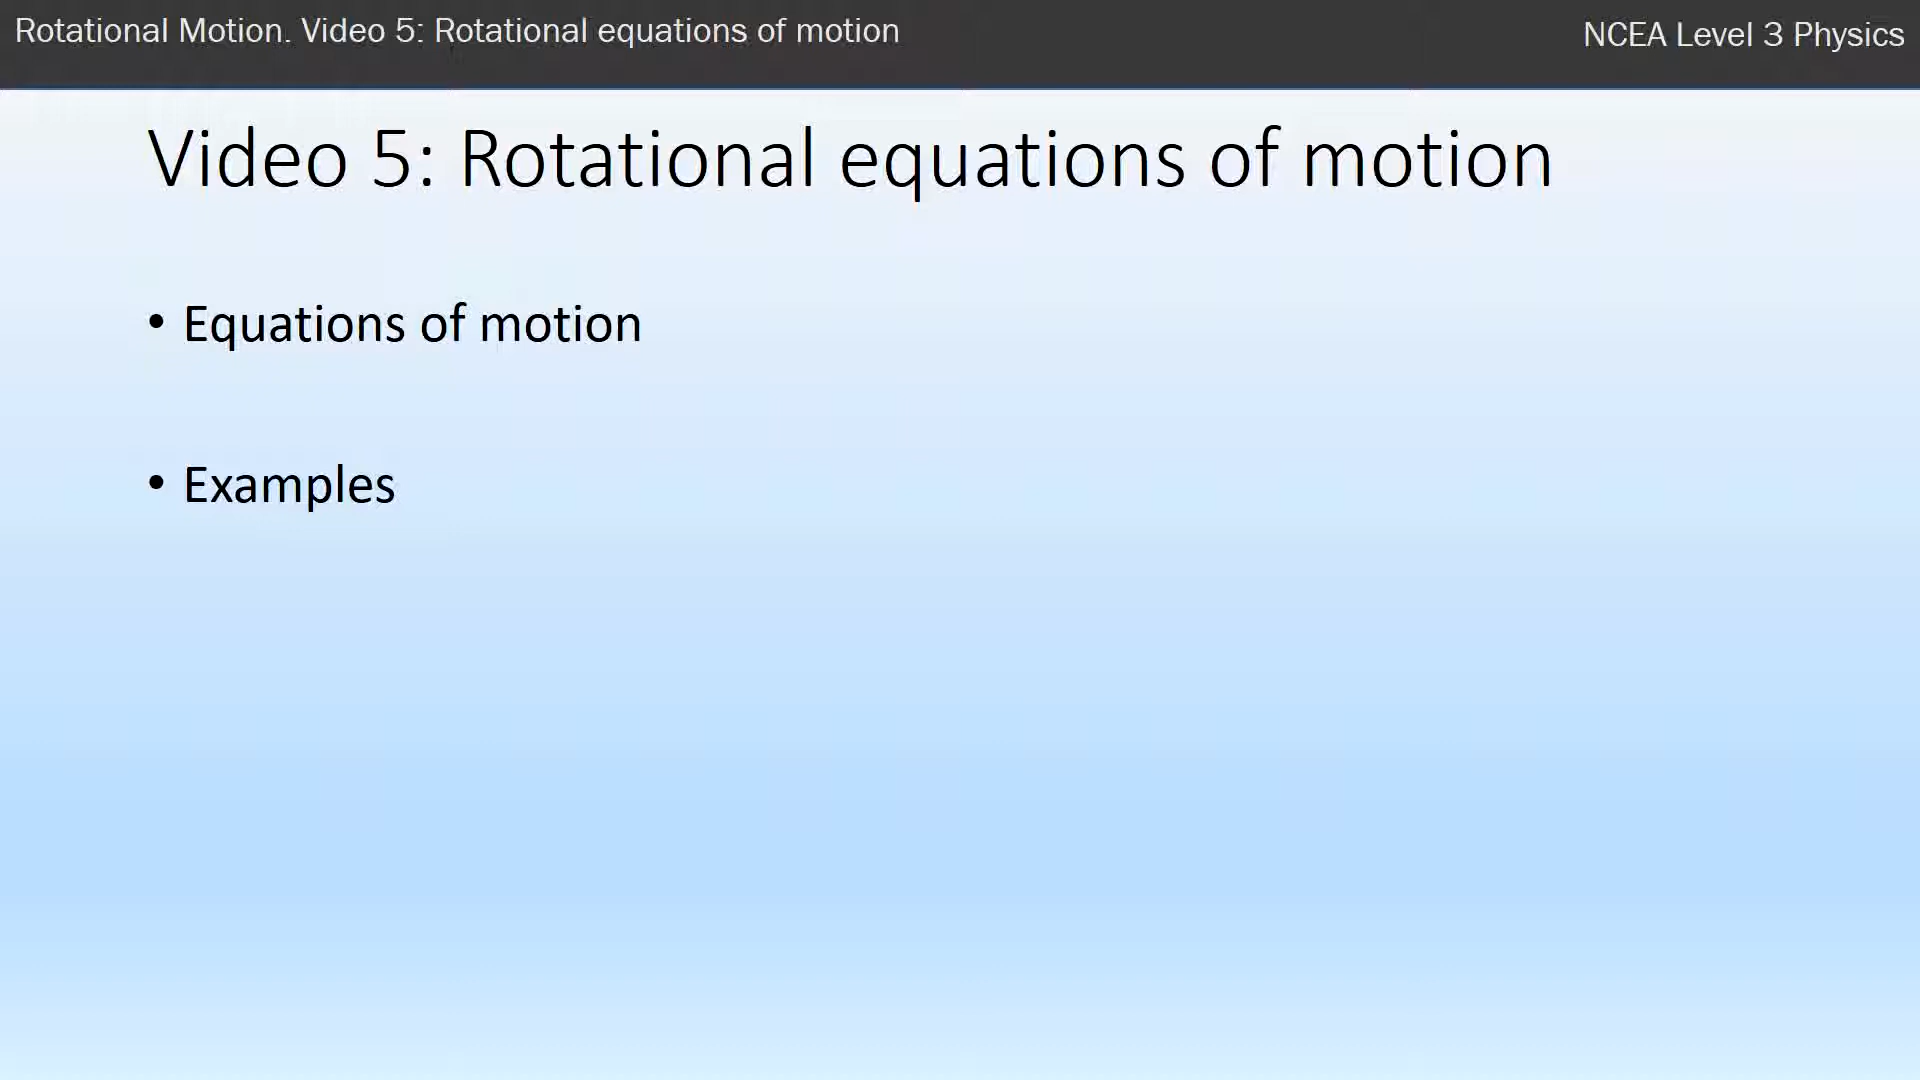 Rotational Motion. Video 5: Rotational equations of motion
NCEA Level 3 Physics
Video 5: Rotational equations of motion
• Equations of motion
• Examples